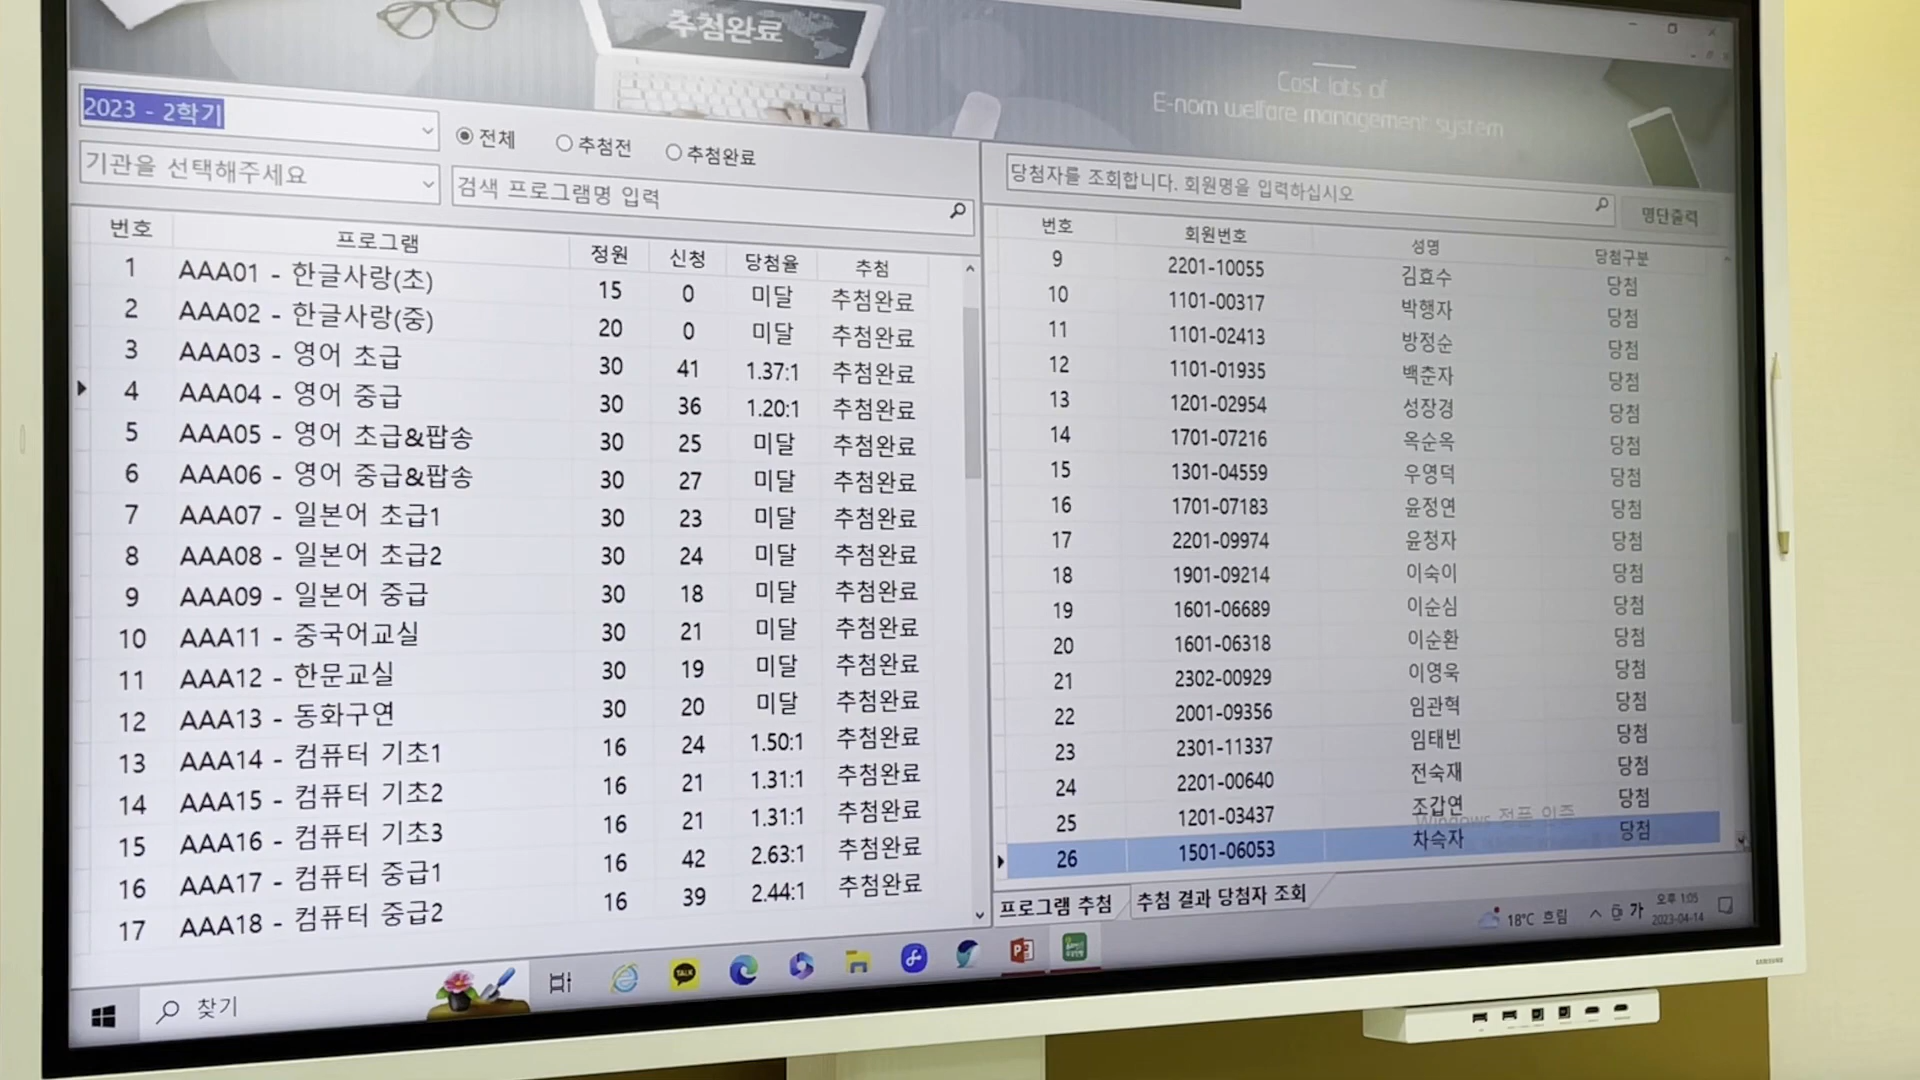 추첨완료
Cast lots of
E-nom welfare management system
2023 - 2학기
전체 추첨전 추첨완료
기관을 선택해주세요 검색 프로그램명 입력
번호 프로그램 정원 신청 당첨율 추첨
1 AAA01 - 한글사랑(초) 15 0 미달 추첨완료
2 AAA02 - 한글사랑(중) 20 0 미달 추첨완료
3 AAA03 - 영어 초급 30 41 1.37:1 추첨완료
4 AAA04 - 영어 중급 30 36 1.20:1 추첨완료
5 AAA05 - 영어 초급&팝송 30 25 미달 추첨완료
6 AAA06 - 영어 중급&팝송 30 27 미달 추첨완료
7 AAA07 - 일본어 초급1 30 23 미달 추첨완료
8 AAA08 - 일본어 초급2 30 24 미달 추첨완료
9 AAA09 - 일본어 중급 30 18 미달 추첨완료
10 AAA11 - 중국어교실 30 21 미달 추첨완료
11 AAA12 - 한문교실 30 19 미달 추첨완료
12 AAA13 - 동화구연 30 20 미달 추첨완료
13 AAA14 - 컴퓨터 기초1 16 24 1.50:1 추첨완료
14 AAA15 - 컴퓨터 기초2 16 21 1.31:1 추첨완료
15 AAA16 - 컴퓨터 기초3 16 21 1.31:1 추첨완료
16 AAA17 - 컴퓨터 중급1 16 42 2.63:1 추첨완료
17 AAA18 - 컴퓨터 중급2 16 39 2.44:1 추첨완료
당첨자를 조회합니다. 회원명을 입력하십시오 명단출력
번호 회원번호 성명 당첨구분
9 2201-10055 김효수 당첨
10 1101-00317 박행자 당첨
11 1101-02413 방정순 당첨
12 1101-01935 백춘자 당첨
13 1201-02954 성장경 당첨
14 1701-07216 옥순옥 당첨
15 1301-04559 우영덕 당첨
16 1701-07183 윤정연 당첨
17 2201-09974 윤청자 당첨
18 1901-09214 이숙이 당첨
19 1601-06689 이순심 당첨
20 1601-06318 이순환 당첨
21 2302-00929 이영욱 당첨
22 2001-09356 임관혁 당첨
23 2301-11337 임태빈 당첨
24 2201-00640 전숙재 당첨
25 1201-03437 조갑연 당첨
26 1501-06053 차슥자 당첨
Windows 정품 인증
프로그램 추첨 추첨 결과 당첨자 조회
찾기
TALK
18°C 흐림 가 오후 1:05
2023-04-14
SAMSUNG